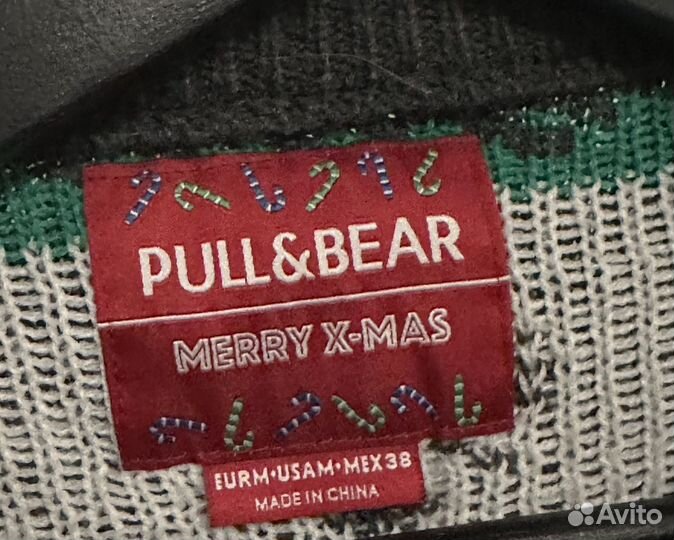 PULL&BEAR
MERRY X-MAS
EURM•USAM•MEX38
MADE IN CHINA
Avito